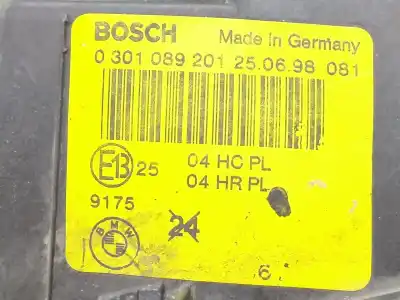 BOSCH Made in Germany
0 301 089 201 25.06.98 081
E13 25 04 HC PL
04 HR PL
9175
BMW 24
6